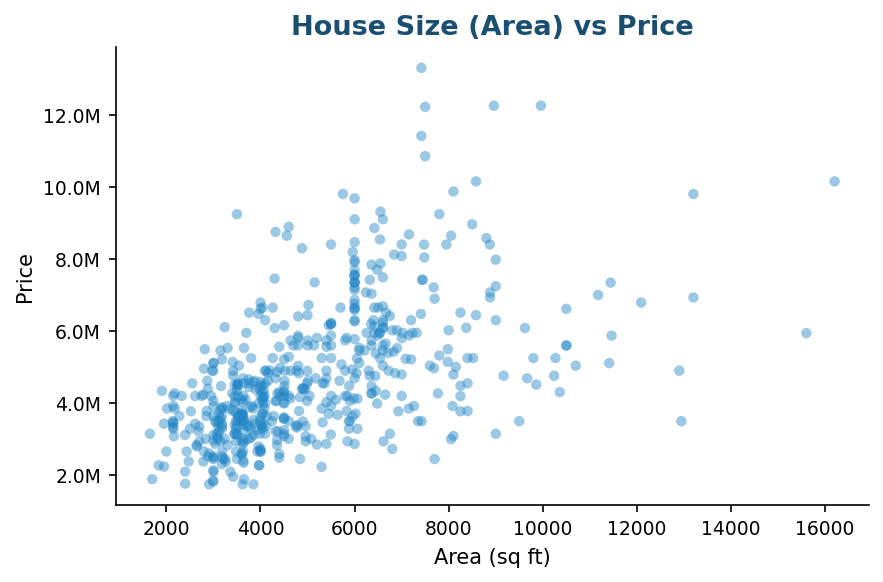 House Size (Area) vs Price
12.0M
10.0M
8.0M
6.0M
4.0M
2.0M
Price
2000 4000 6000 8000 10000 12000 14000 16000
Area (sq ft)